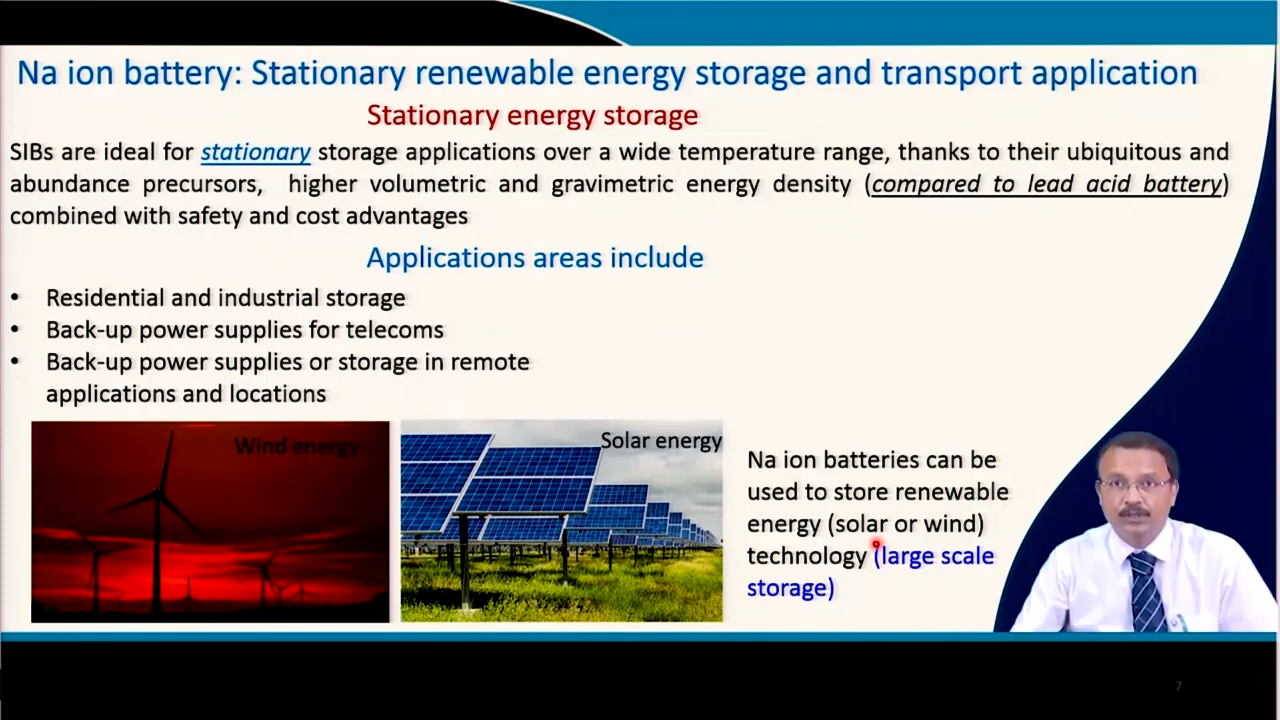 Na ion battery: Stationary renewable energy storage and transport application
Stationary energy storage
SIBs are ideal for stationary storage applications over a wide temperature range, thanks to their ubiquitous and
abundance precursors, higher volumetric and gravimetric energy density (compared to lead acid battery)
combined with safety and cost advantages
Applications areas include
• Residential and industrial storage
• Back-up power supplies for telecoms
• Back-up power supplies or storage in remote
applications and locations
Wind energy
Solar energy
Na ion batteries can be
used to store renewable
energy (solar or wind)
technology (large scale
storage)
7